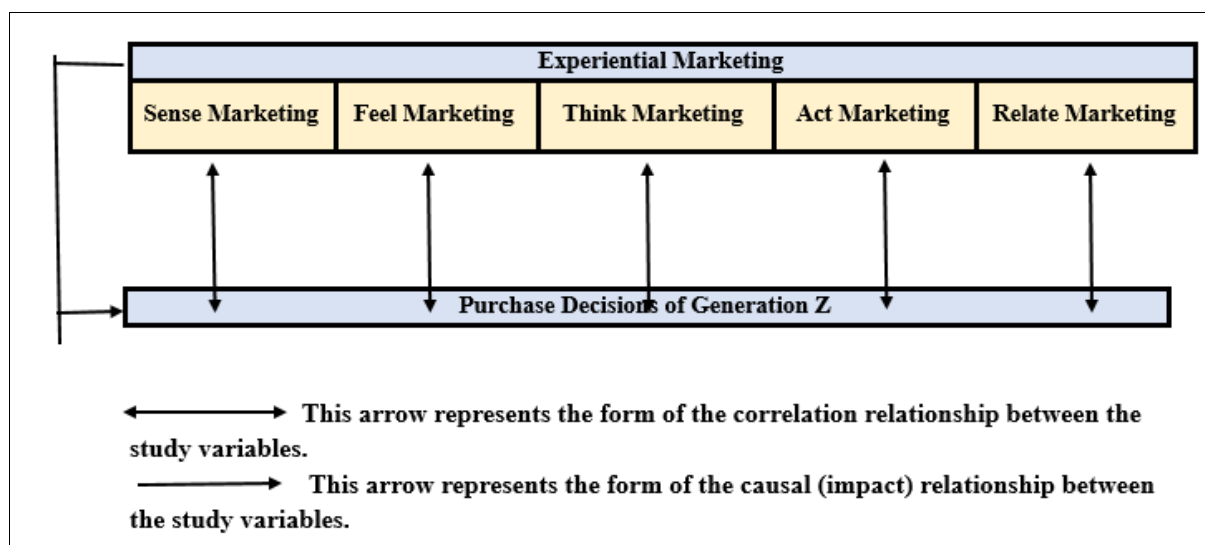 Experiential Marketing
Sense Marketing Feel Marketing Think Marketing Act Marketing Relate Marketing
Purchase Decisions of Generation Z
This arrow represents the form of the correlation relationship between the
study variables.
This arrow represents the form of the causal (impact) relationship between
the study variables.